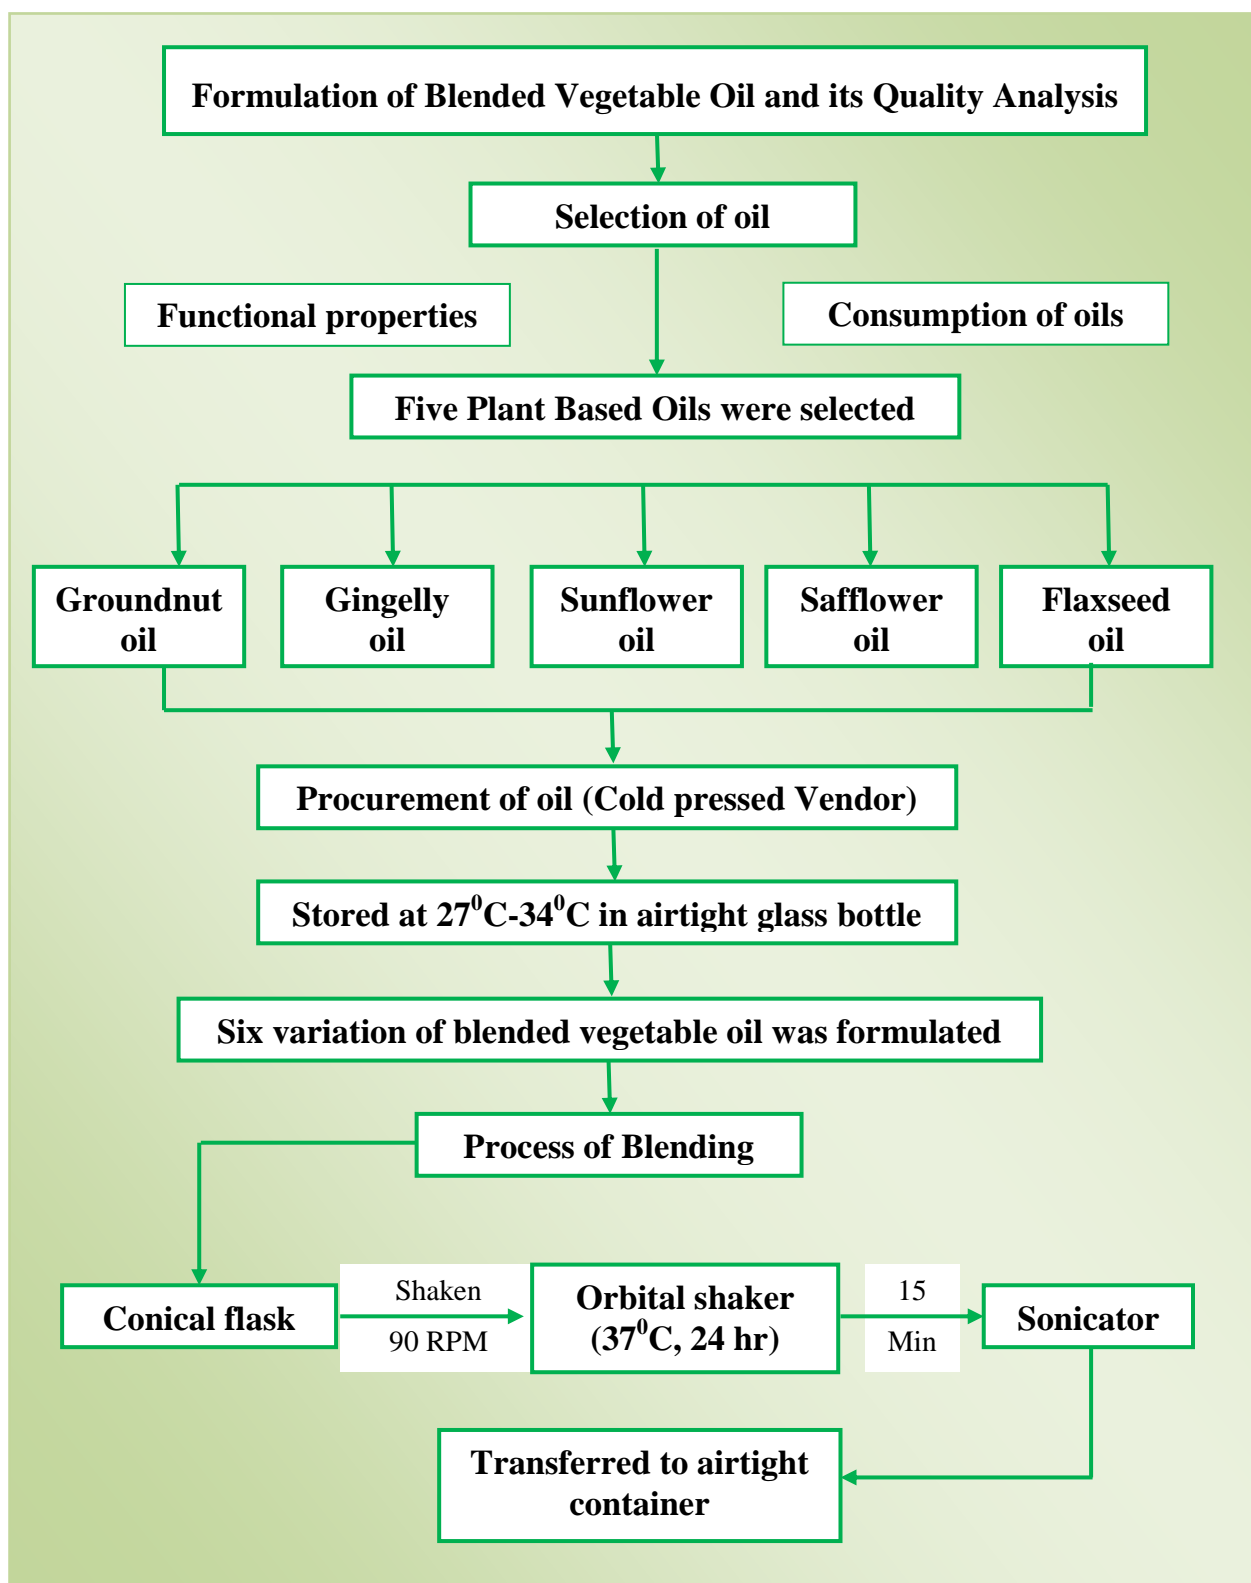 Formulation of Blended Vegetable Oil and its Quality Analysis
Selection of oil
Functional properties
Consumption of oils
Five Plant Based Oils were selected
Groundnut
oil
Gingelly
oil
Sunflower
oil
Safflower
oil
Flaxseed
oil
Procurement of oil (Cold pressed Vendor)
Stored at 27⁰C-34⁰C in airtight glass bottle
Six variation of blended vegetable oil was formulated
Process of Blending
Conical flask
Shaken
90 RPM
Orbital shaker
(37⁰C, 24 hr)
15
Min
Sonicator
Transferred to airtight
container